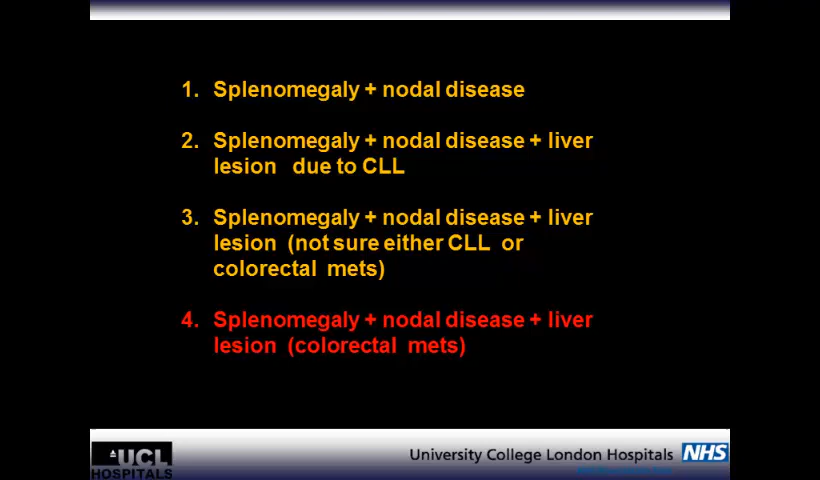 1. Splenomegaly + nodal disease
2. Splenomegaly + nodal disease + liver
lesion due to CLL
3. Splenomegaly + nodal disease + liver
lesion (not sure either CLL or
colorectal mets)
4. Splenomegaly + nodal disease + liver
lesion (colorectal mets)
UCL
HOSPITALS
University College London Hospitals NHS